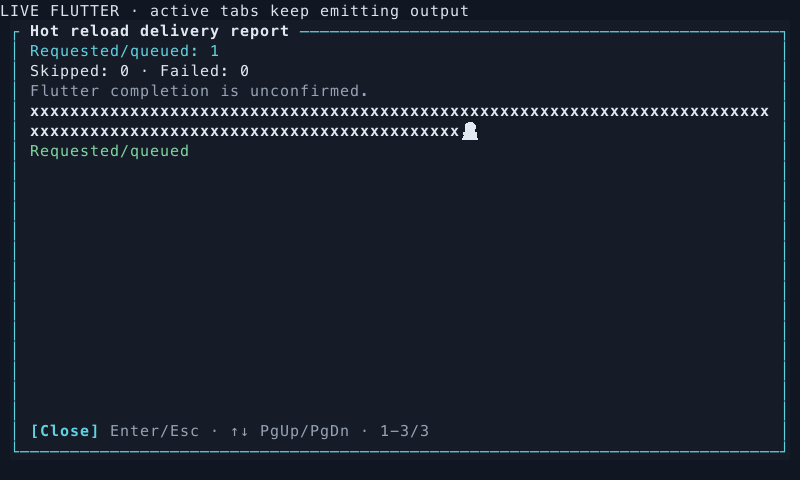 LIVE FLUTTER · active tabs keep emitting output
Hot reload delivery report
Requested/queued: 1
Skipped: 0 · Failed: 0
Flutter completion is unconfirmed.
xxxxxxxxxxxxxxxxxxxxxxxxxxxxxxxxxxxxxxxxxxxxxxxxxxxxxxxxxxxxxxxxxxxxxxxxxx
xxxxxxxxxxxxxxxxxxxxxxxxxxxxxxxxxxxxxxxxxxx
Requested/queued
[Close] Enter/Esc · ↑↓ PgUp/PgDn · 1-3/3